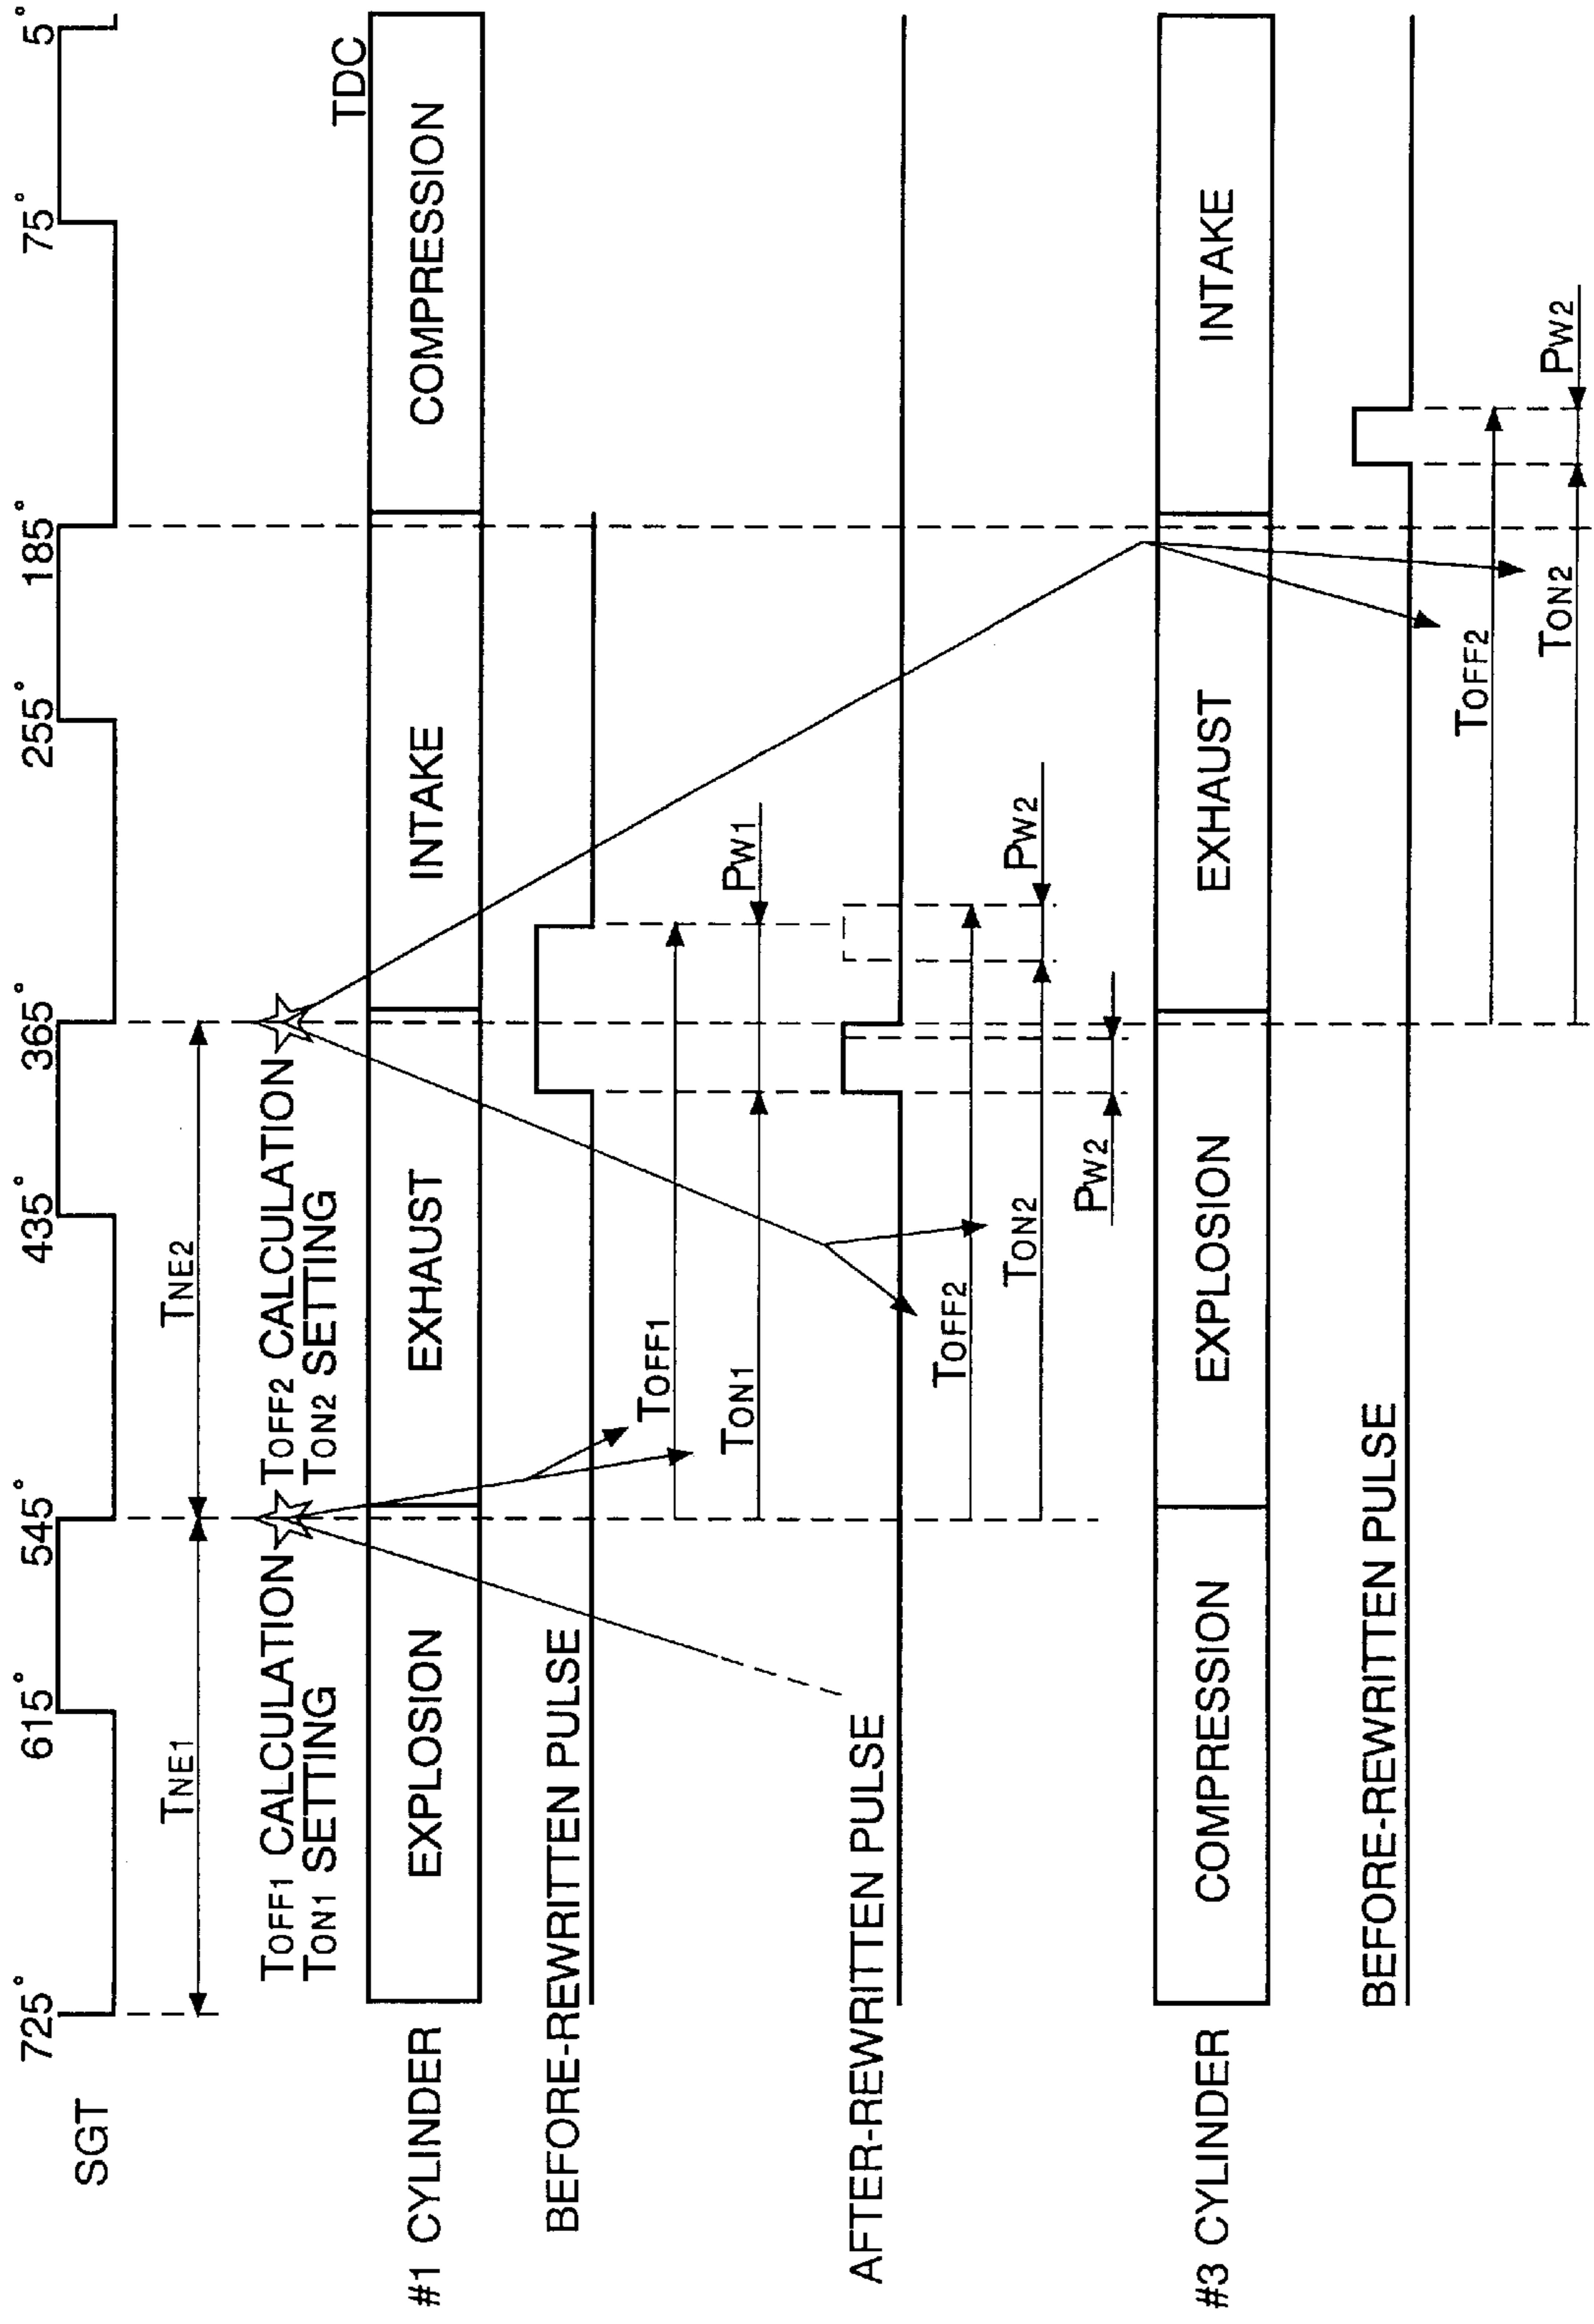 SGT
725°
615°
545°
435°
365°
255°
185°
75°
5°
TNE1
TNE2
TOFF1 CALCULATION
TON1 SETTING
TOFF2 CALCULATION
TON2 SETTING
TDC
#1 CYLINDER
EXPLOSION
EXHAUST
INTAKE
COMPRESSION
BEFORE-REWRITTEN PULSE
TOFF1
TON1
PW1
AFTER-REWRITTEN PULSE
TOFF2
TON2
PW2
PW2
#3 CYLINDER
COMPRESSION
EXPLOSION
EXHAUST
INTAKE
BEFORE-REWRITTEN PULSE
TOFF2
TON2
PW2